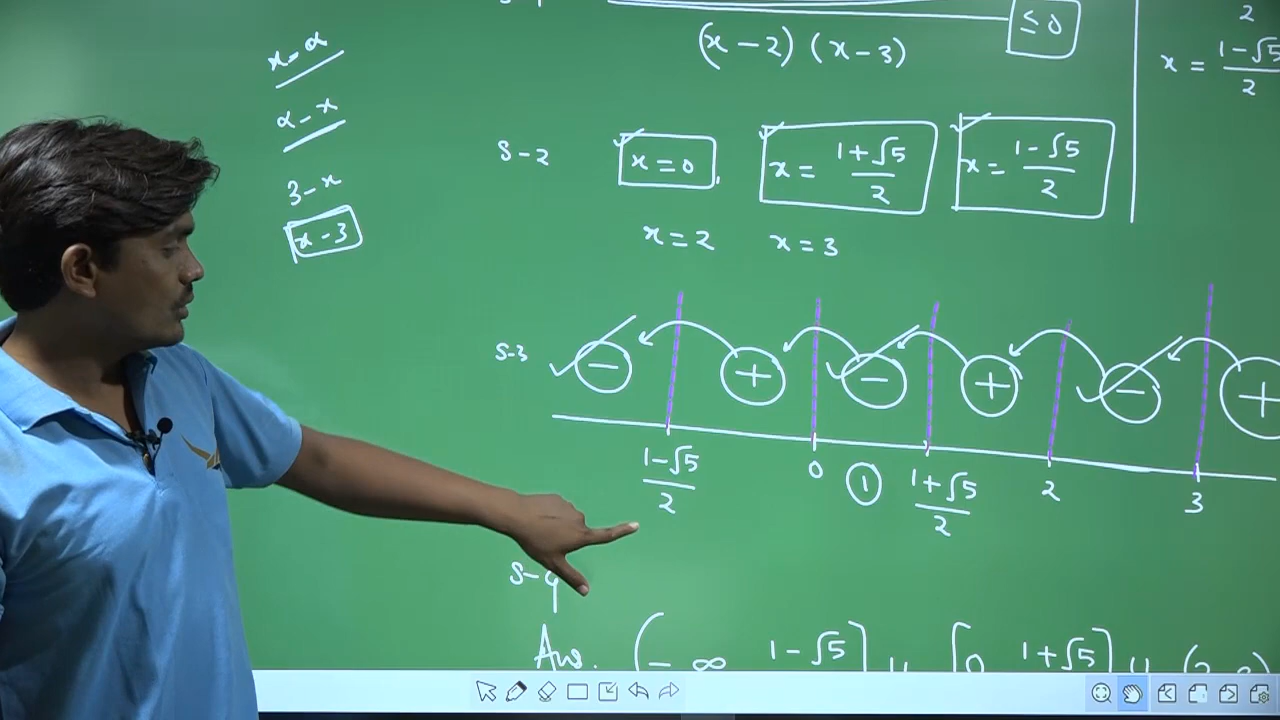 (x-2) (x-3) ≤ 0
2
x = (1-√5)/2
x=α
α-x
3-x
x-3
S-2 x=0, x= (1+√5)/2 x= (1-√5)/2
x=2 x=3
S-3 - + - + - +
(1-√5)/2 0 ① (1+√5)/2 2 3
S-4
Ans. (-∞ 1-√5] ∪ [0 1+√5] ∪